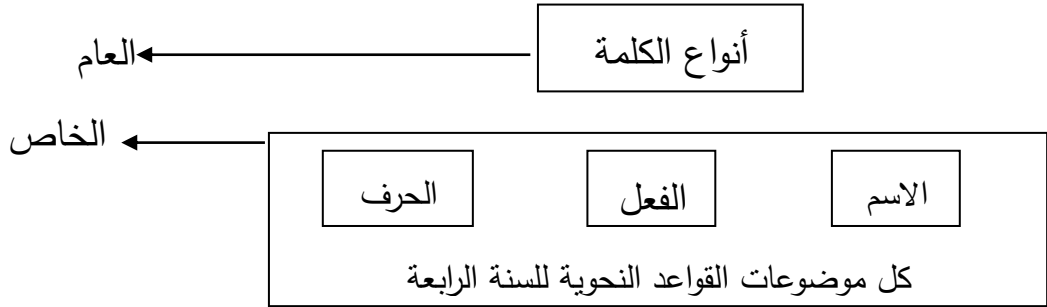 أنواع الكلمة
العام
الخاص
الاسم
الفعل
الحرف
كل موضوعات القواعد النحوية للسنة الرابعة